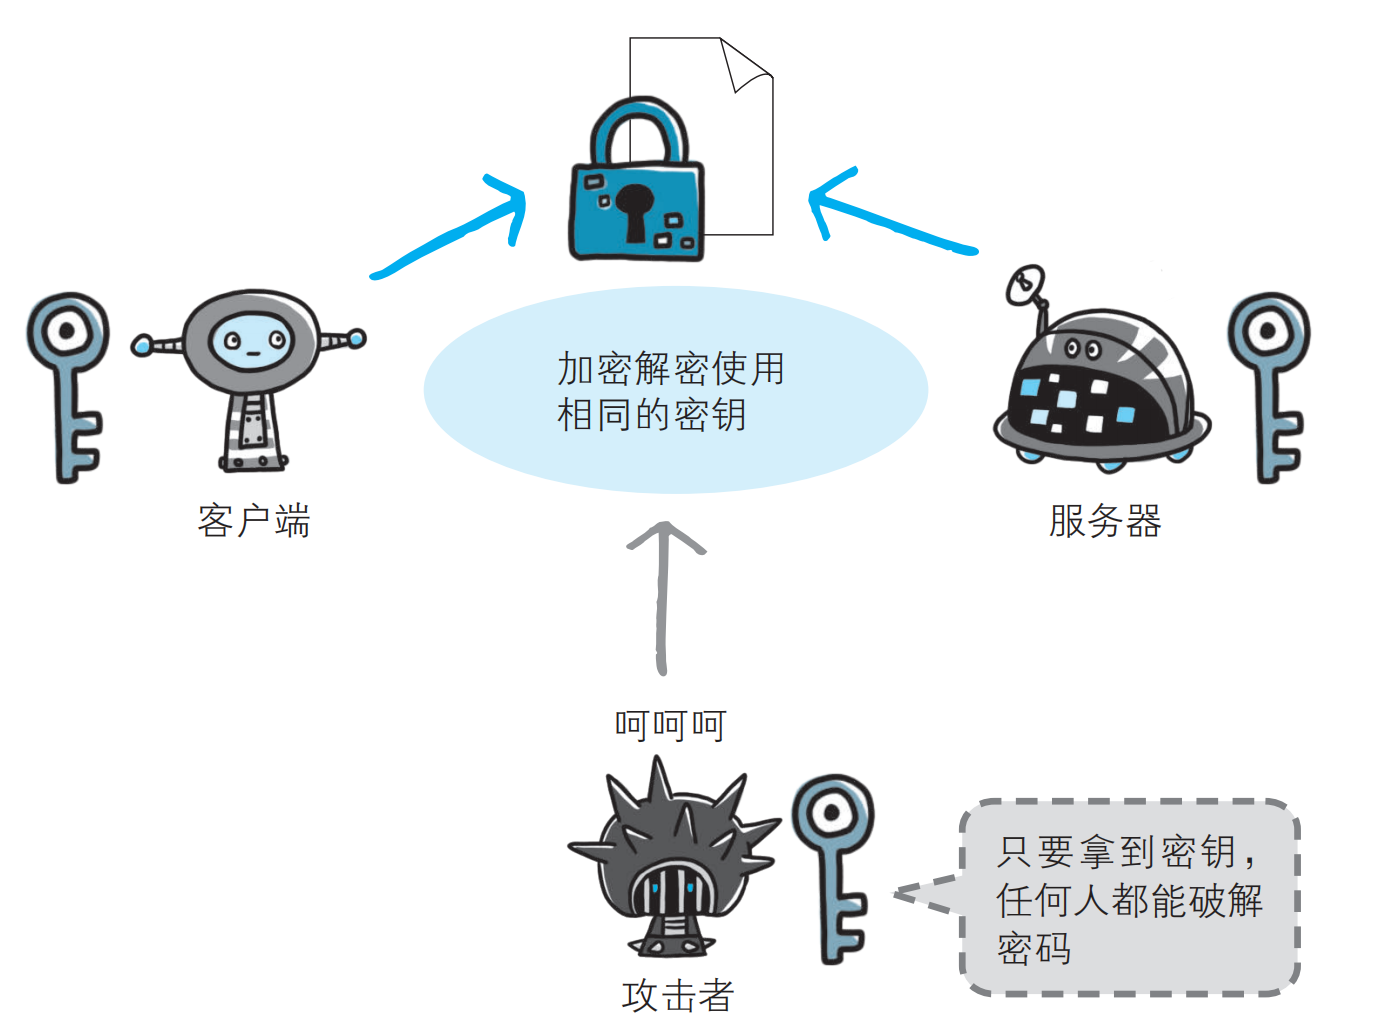 加密解密使用
相同的密钥
客户端
服务器
呵呵呵
只要拿到密钥，
任何人都能破解
密码
攻击者